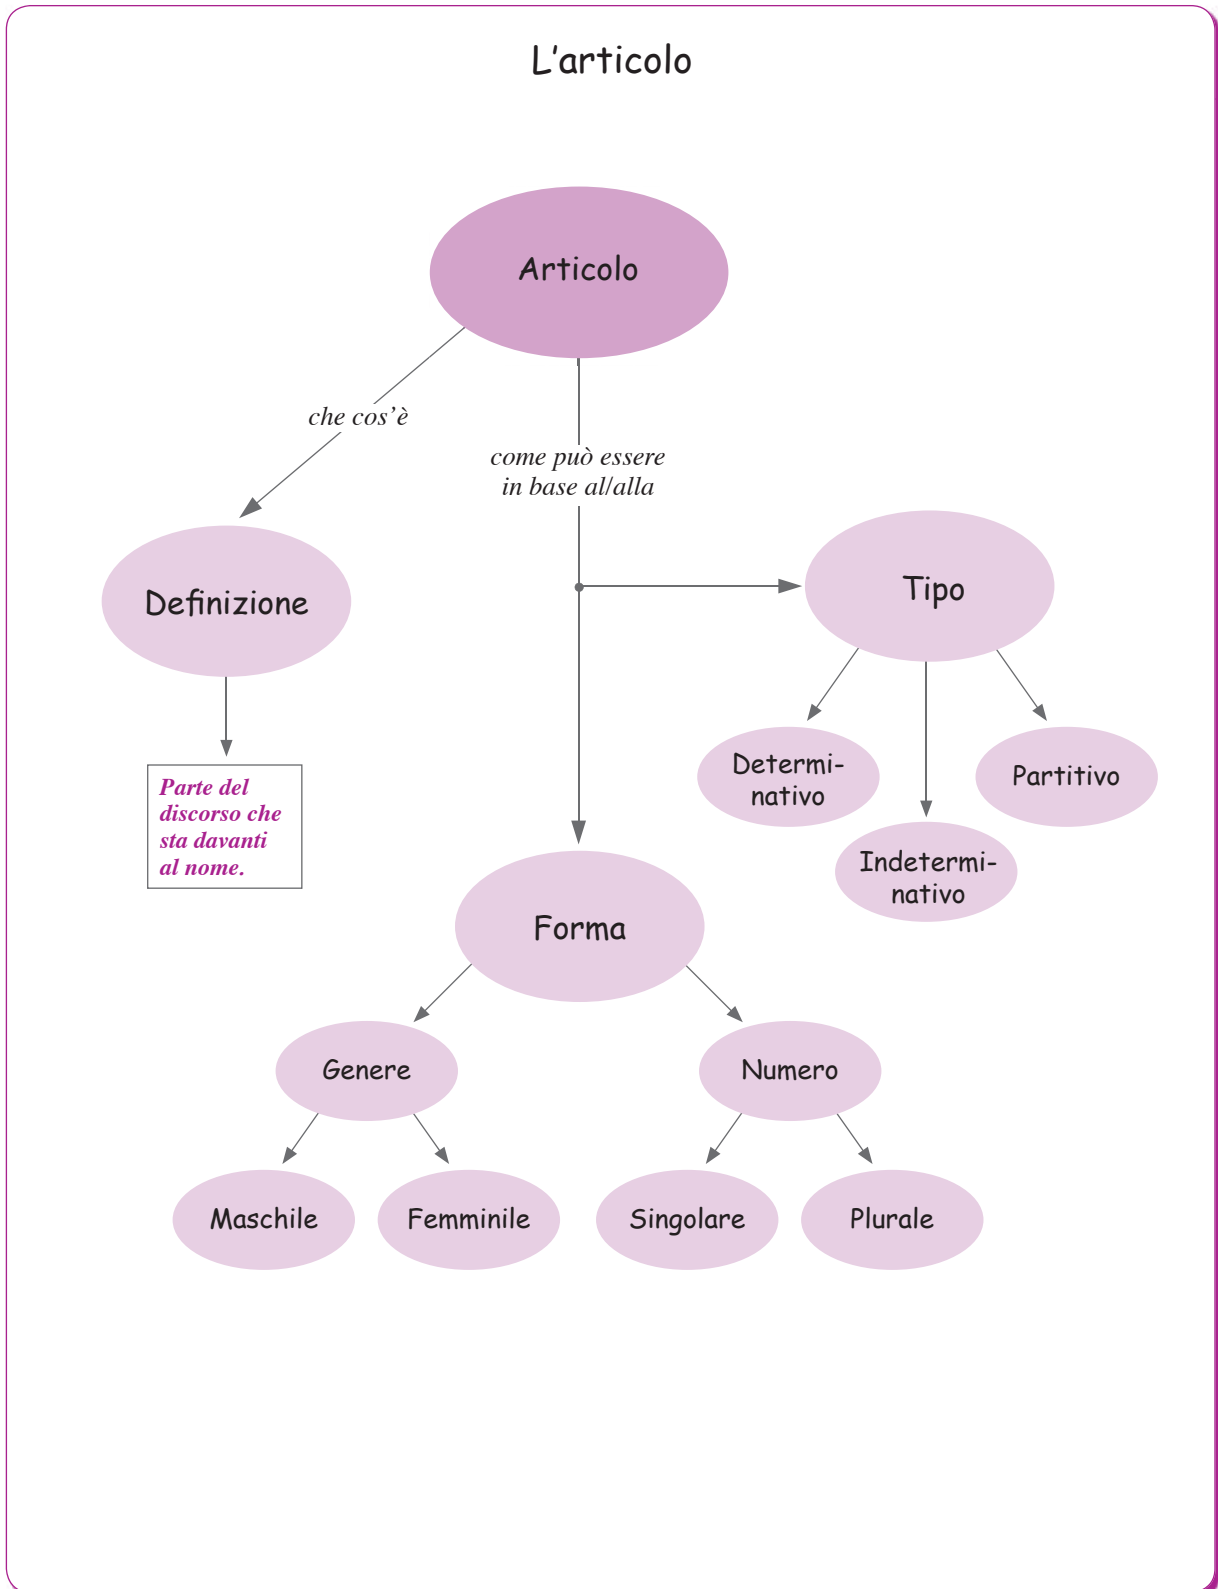 L'articolo
Articolo
che cos'è
come può essere
in base al/alla
Definizione
Tipo
Parte del
discorso che
sta davanti
al nome.
Determi-
nativo
Indetermi-
nativo
Partitivo
Forma
Genere
Numero
Maschile
Femminile
Singolare
Plurale